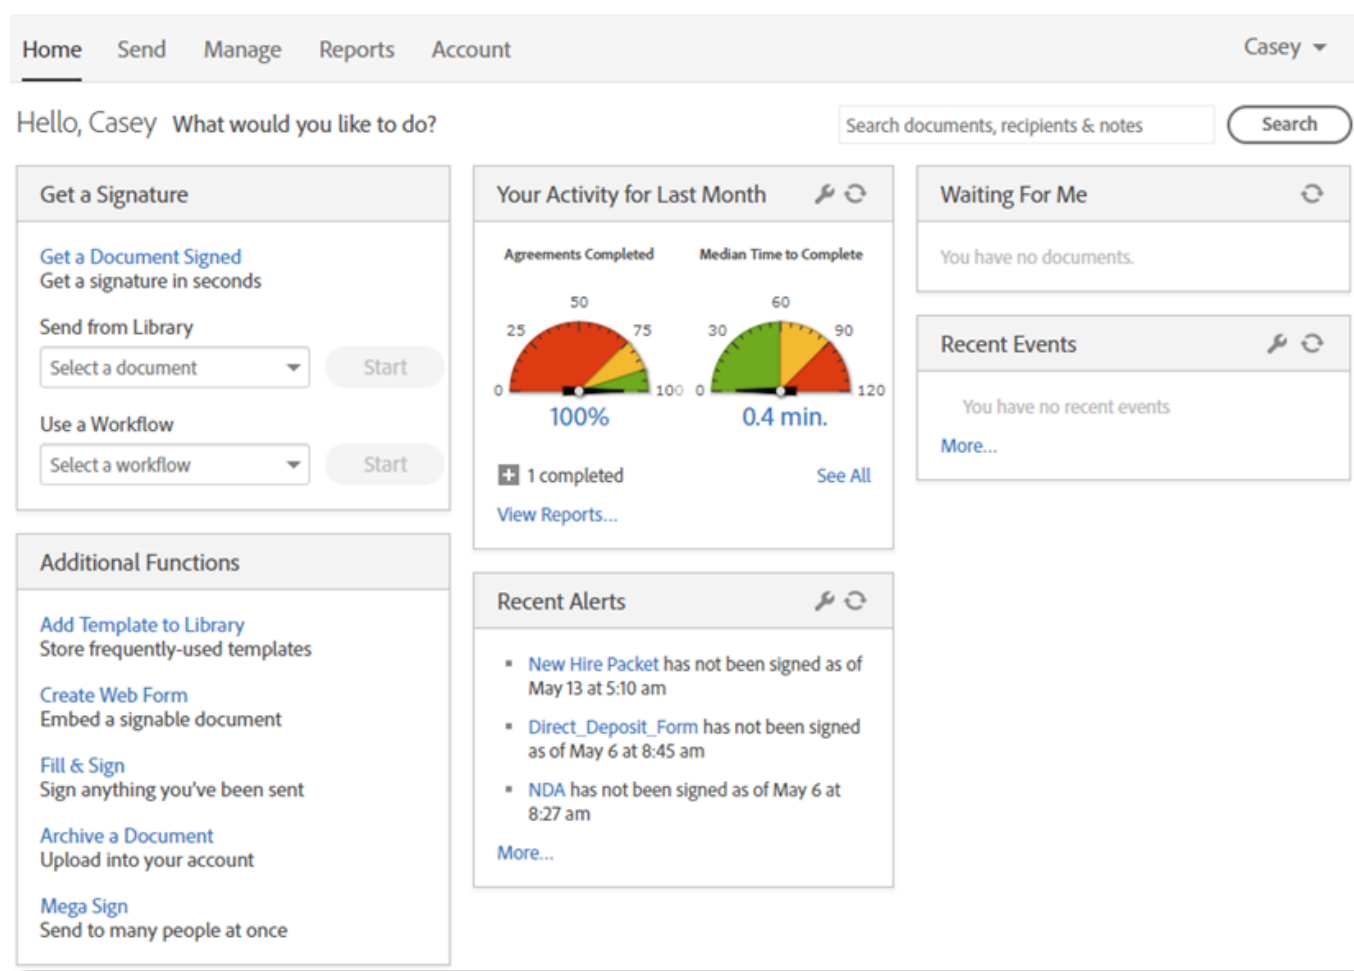 Home Send Manage Reports Account Casey
Hello, Casey What would you like to do?
Search documents, recipients & notes Search
Get a Signature
Get a Document Signed
Get a signature in seconds
Send from Library
Select a document Start
Use a Workflow
Select a workflow Start
Additional Functions
Add Template to Library
Store frequently-used templates
Create Web Form
Embed a signable document
Fill & Sign
Sign anything you've been sent
Archive a Document
Upload into your account
Mega Sign
Send to many people at once
Your Activity for Last Month
Agreements Completed Median Time to Complete
50 60
25 75 30 90
0 100 0 120
100% 0.4 min.
1 completed See All
View Reports...
Recent Alerts
New Hire Packet has not been signed as of
May 13 at 5:10 am
Direct_Deposit_Form has not been signed
as of May 6 at 8:45 am
NDA has not been signed as of May 6 at
8:27 am
More...
Waiting For Me
You have no documents.
Recent Events
You have no recent events
More...